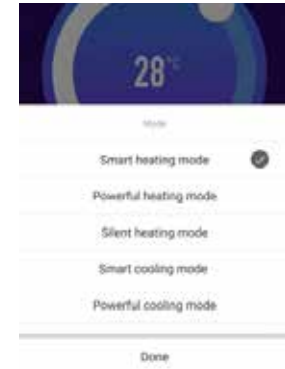 28°C
Mode
Smart heating mode
Powerful heating mode
Silent heating mode
Smart cooling mode
Powerful cooling mode
Done